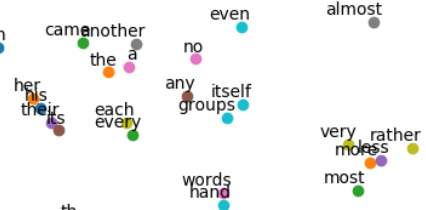 almost
even
came
another
no
the
a
any
itself
groups
her
his
their
its
each
every
very
rather
more
less
most
words
hand